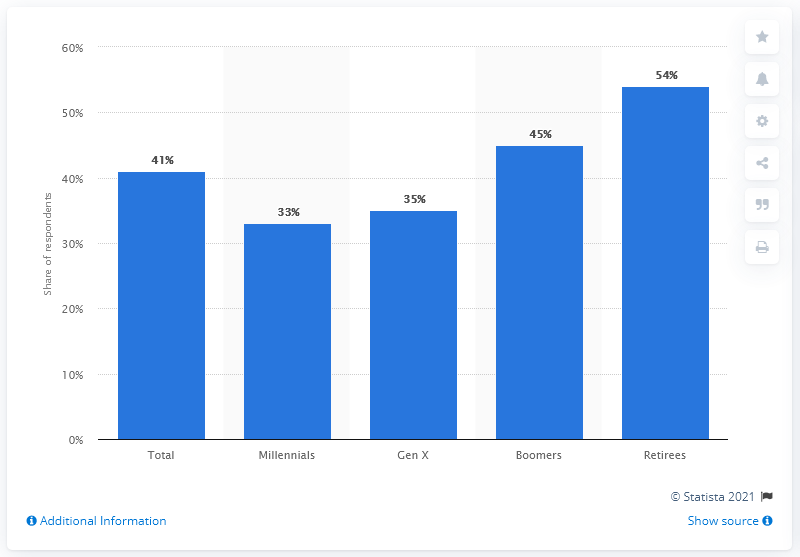 60%
50%
40%
30%
20%
10%
0%
Share of respondents
41%
33%
35%
45%
54%
Total
Millennials
Gen X
Boomers
Retirees
© Statista 2021
Additional Information
Show source